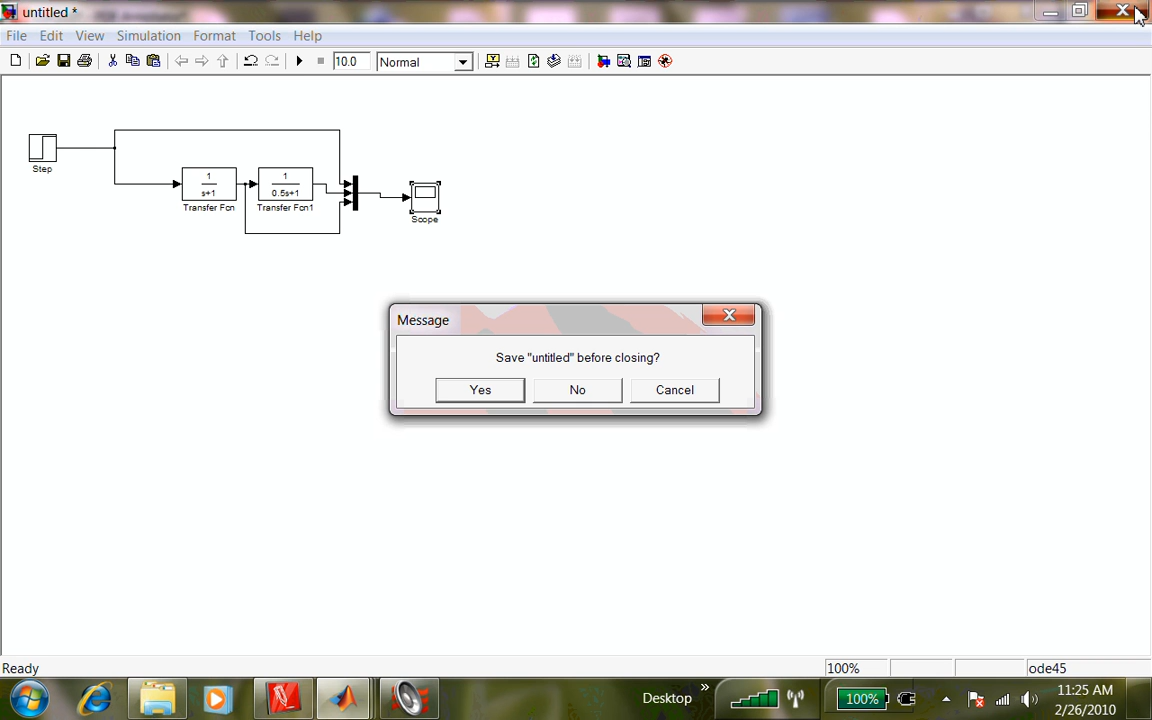 untitled *
File Edit View Simulation Format Tools Help
10.0 Normal
Step
1
s+1
Transfer Fcn
1
0.5s+1
Transfer Fcn1
Scope
Message
Save "untitled" before closing?
Yes No Cancel
Ready 100% ode45
Desktop » 100% 11:25 AM
2/26/2010